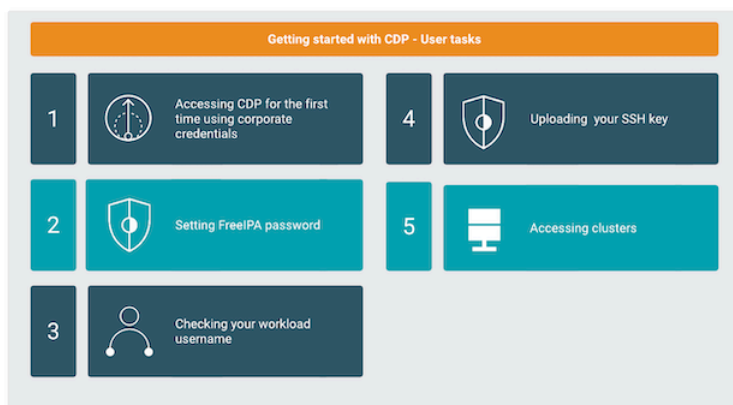 Getting started with CDP - User tasks
1
Accessing CDP for the first
time using corporate
credentials
2
Setting FreeIPA password
3
Checking your workload
username
4
Uploading your SSH key
5
Accessing clusters